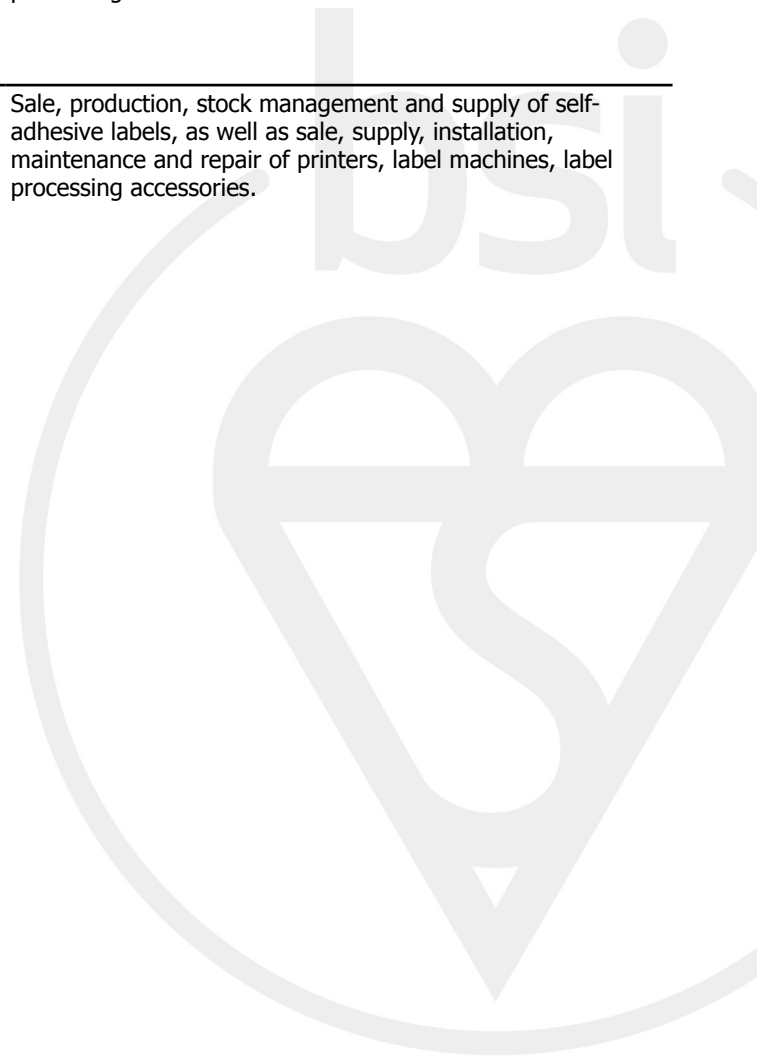 bsi
Sale, production, stock management and supply of self-
adhesive labels, as well as sale, supply, installation,
maintenance and repair of printers, label machines, label
processing accessories.